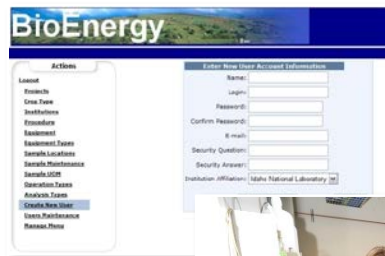 BioEnergy
Actions
Logout
Projects
Crop Type
Institutions
Procedure
Equipment
Equipment Types
Sample Locations
Sample Maintenance
Sample UOM
Operation Types
Analysis Types
Create New User
Users Maintenance
Manage Menu
Enter New User Account Information
Name:
Login:
Password:
Confirm Password:
E-mail:
Security Question:
Security Answer:
Institution Affiliation: Idaho National Laboratory